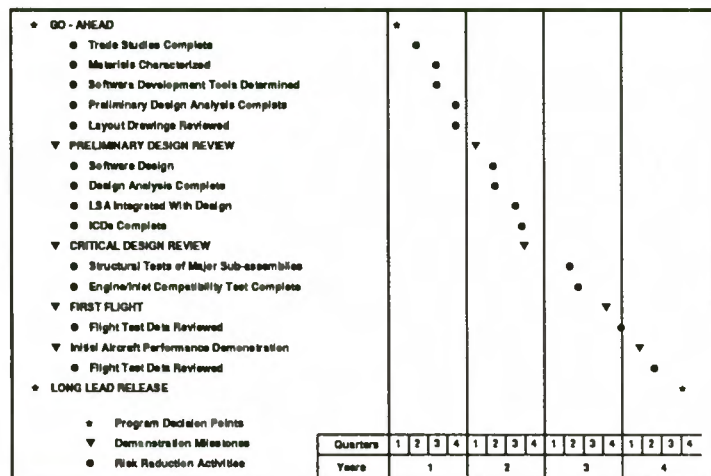 GO - AHEAD
Trade Studies Complete
Materials Characterized
Software Development Tools Determined
Preliminary Design Analysis Complete
Layout Drawings Reviewed
PRELIMINARY DESIGN REVIEW
Software Design
Design Analysis Complete
LSA Integrated With Design
ICDs Complete
CRITICAL DESIGN REVIEW
Structural Tests of Major Sub-assemblies
Engine/Inlet Compatibility Test Complete
FIRST FLIGHT
Flight Test Data Reviewed
Initial Aircraft Performance Demonstration
Flight Test Data Reviewed
LONG LEAD RELEASE
Program Decision Points
Demonstration Milestones
Risk Reduction Activities
Quarters 1 2 3 4 1 2 3 4 1 2 3 4 1 2 3 4
Years 1 2 3 4